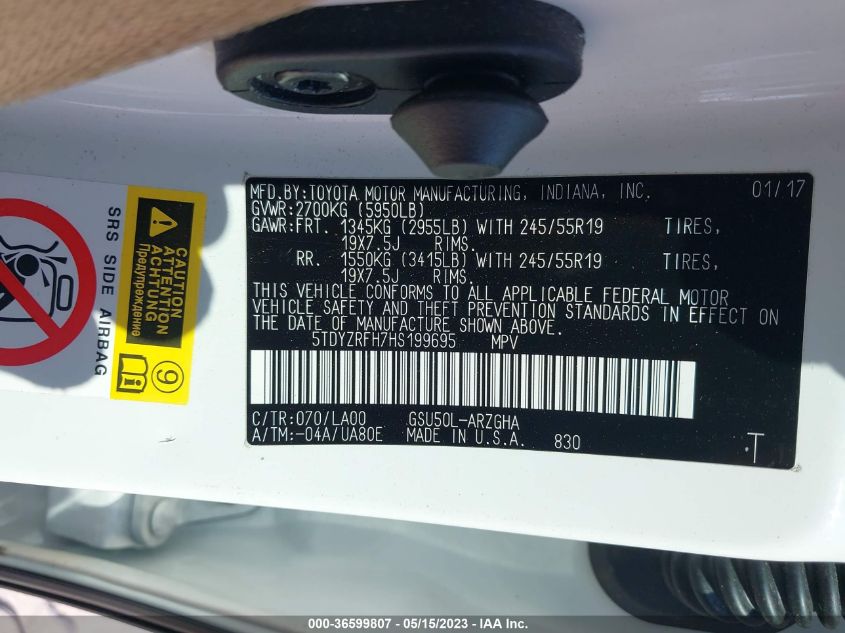 MFD.BY:TOYOTA MOTOR MANUFACTURING, INDIANA, INC. 01/17
GVWR:2700KG (5950LB)
GAWR:FRT. 1345KG (2955LB) WITH 245/55R19 TIRES,
19X7.5J RIMS.
RR. 1550KG (3415LB) WITH 245/55R19 TIRES,
19X7.5J RIMS.
THIS VEHICLE CONFORMS TO ALL APPLICABLE FEDERAL MOTOR
VEHICLE SAFETY AND THEFT PREVENTION STANDARDS IN EFFECT ON
THE DATE OF MANUFACTURE SHOWN ABOVE.
5TDYZRFH7HS199695 MPV
C/TR:070/LA00 GSU50L-ARZGHA
A/TM:-04A/UA80E MADE IN U.S.A. 830 .T
SRS SIDE AIRBAG
CAUTION
ATTENTION
ACHTUNG
Предупреждение
9
000-36599807 - 05/15/2023 - IAA Inc.